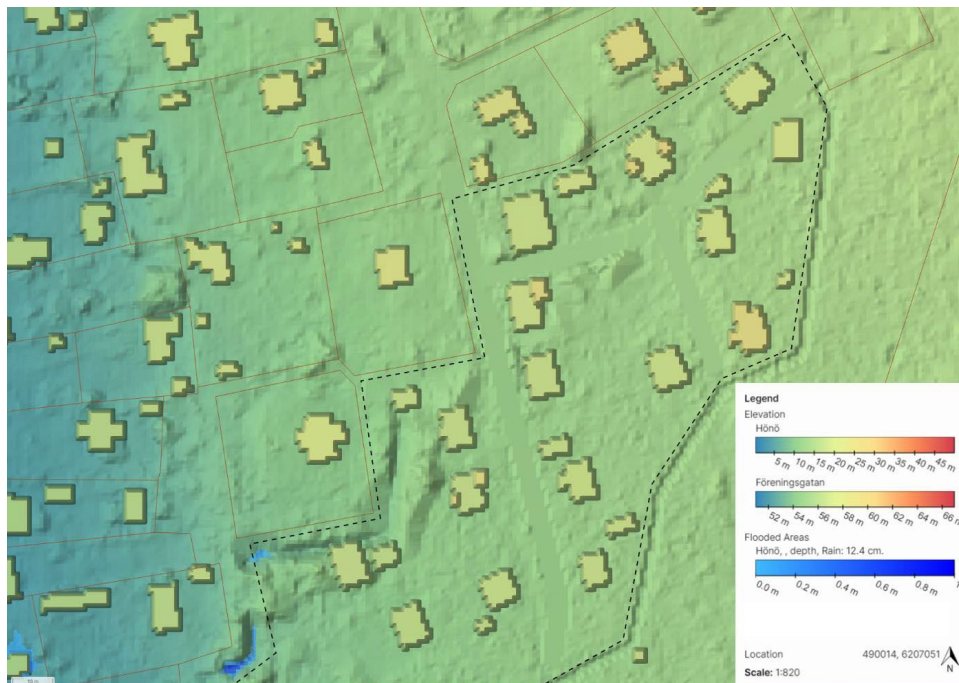 Legend
Elevation
Hönö
5 m 10 m 15 m 20 m 25 m 30 m 35 m 40 m 45 m
Föreningsgatan
52 m 54 m 56 m 58 m 60 m 62 m 64 m 66 m
Flooded Areas
Hönö, , depth, Rain: 12.4 cm.
0.0 m 0.2 m 0.4 m 0.6 m 0.8 m 1
Location 490014, 6207051
Scale: 1:820
N